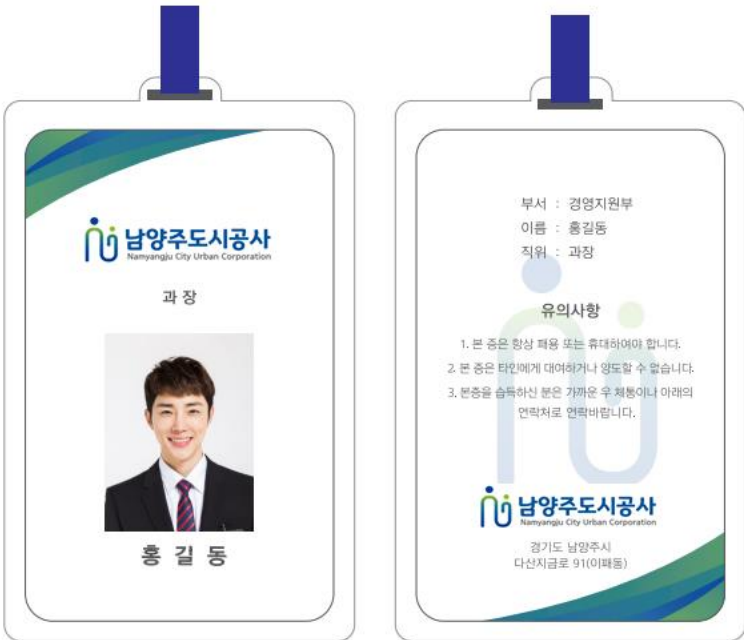 남양주도시공사
Namyangju City Urban Corporation
과 장
홍 길 동
부서 : 경영지원부
이름 : 홍길동
직위 : 과장
유의사항
1. 본 증은 항상 패용 또는 휴대하여야 합니다.
2. 본 증은 타인에게 대여하거나 양도할 수 없습니다.
3. 본증을 습득하신 분은 가까운 우 체통이나 아래의
연락처로 연락바랍니다.
남양주도시공사
Namyangju City Urban Corporation
경기도 남양주시
다산지금로 91(이패동)